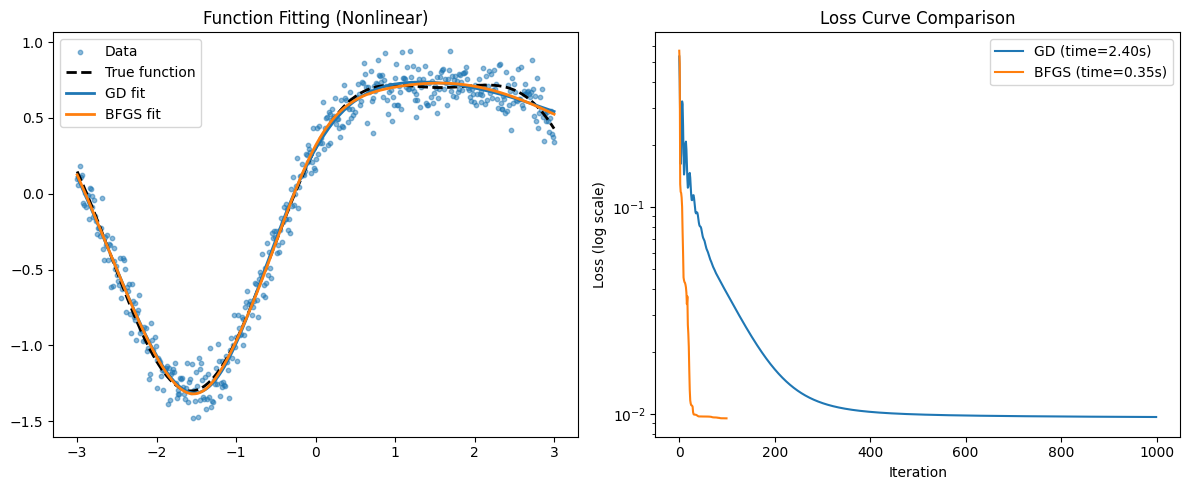 Function Fitting (Nonlinear)
1.0
0.5
0.0
−0.5
−1.0
−1.5
−3
−2
−1
0
1
2
3
Data
True function
GD fit
BFGS fit
Loss Curve Comparison
Loss (log scale)
10⁻¹
10⁻²
0
200
400
600
800
1000
Iteration
GD (time=2.40s)
BFGS (time=0.35s)